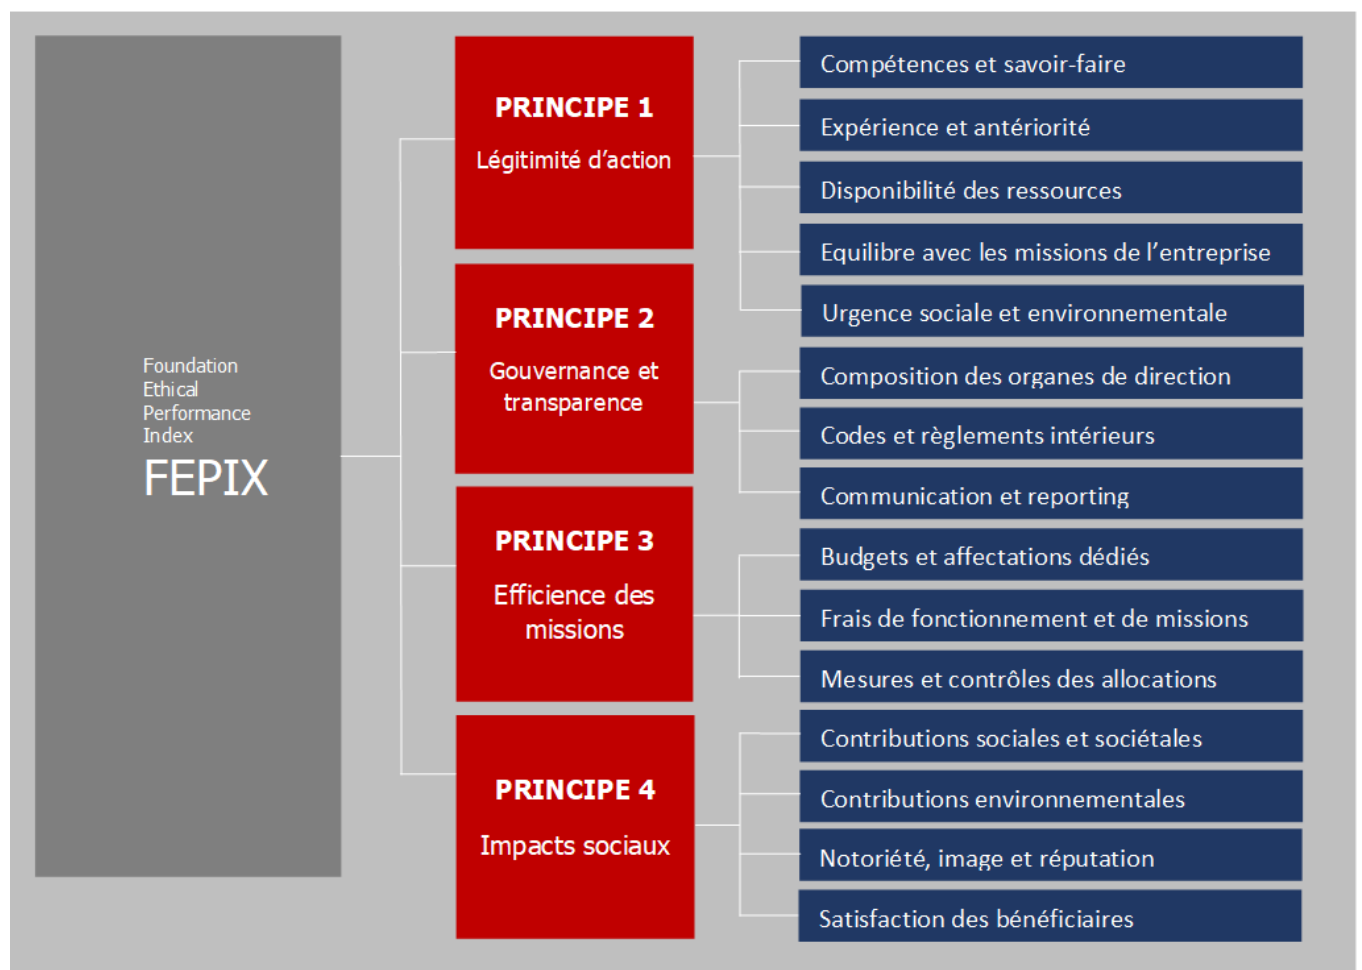 Foundation
Ethical
Performance
Index
FEPIX
PRINCIPE 1
Légitimité d’action
Compétences et savoir-faire
Expérience et antériorité
Disponibilité des ressources
Equilibre avec les missions de l’entreprise
Urgence sociale et environnementale
PRINCIPE 2
Gouvernance et
transparence
Composition des organes de direction
Codes et règlements intérieurs
Communication et reporting
PRINCIPE 3
Efficience des
missions
Budgets et affectations dédiés
Frais de fonctionnement et de missions
Mesures et contrôles des allocations
PRINCIPE 4
Impacts sociaux
Contributions sociales et sociétales
Contributions environnementales
Notoriété, image et réputation
Satisfaction des bénéficiaires